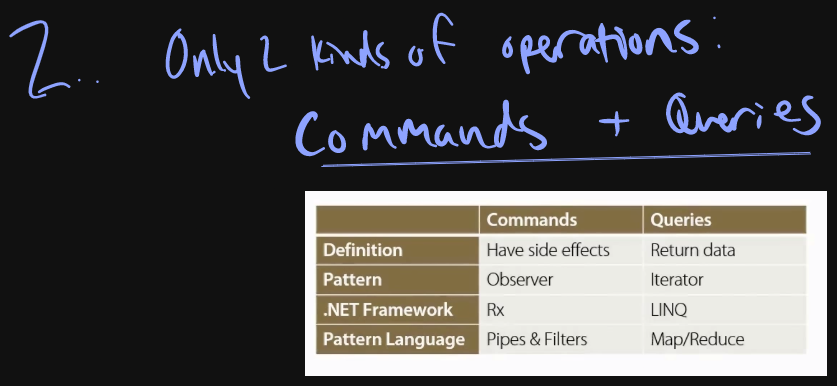 2.. Only 2 kinds of operations:
Commands + Queries
Commands Queries
Definition Have side effects Return data
Pattern Observer Iterator
.NET Framework Rx LINQ
Pattern Language Pipes & Filters Map/Reduce